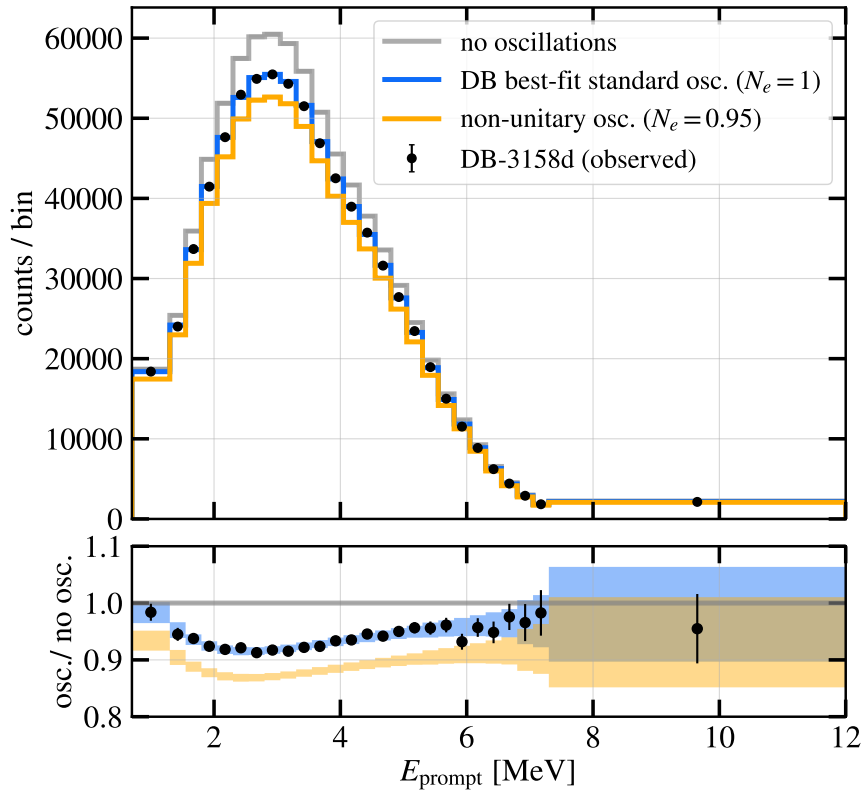 60000
50000
40000
30000
20000
10000
0
counts / bin
no oscillations
DB best-fit standard osc. (N_e = 1)
non-unitary osc. (N_e = 0.95)
DB-3158d (observed)
1.1
1.0
0.9
0.8
osc./ no osc.
2 4 6 8 10 12
E_prompt [MeV]